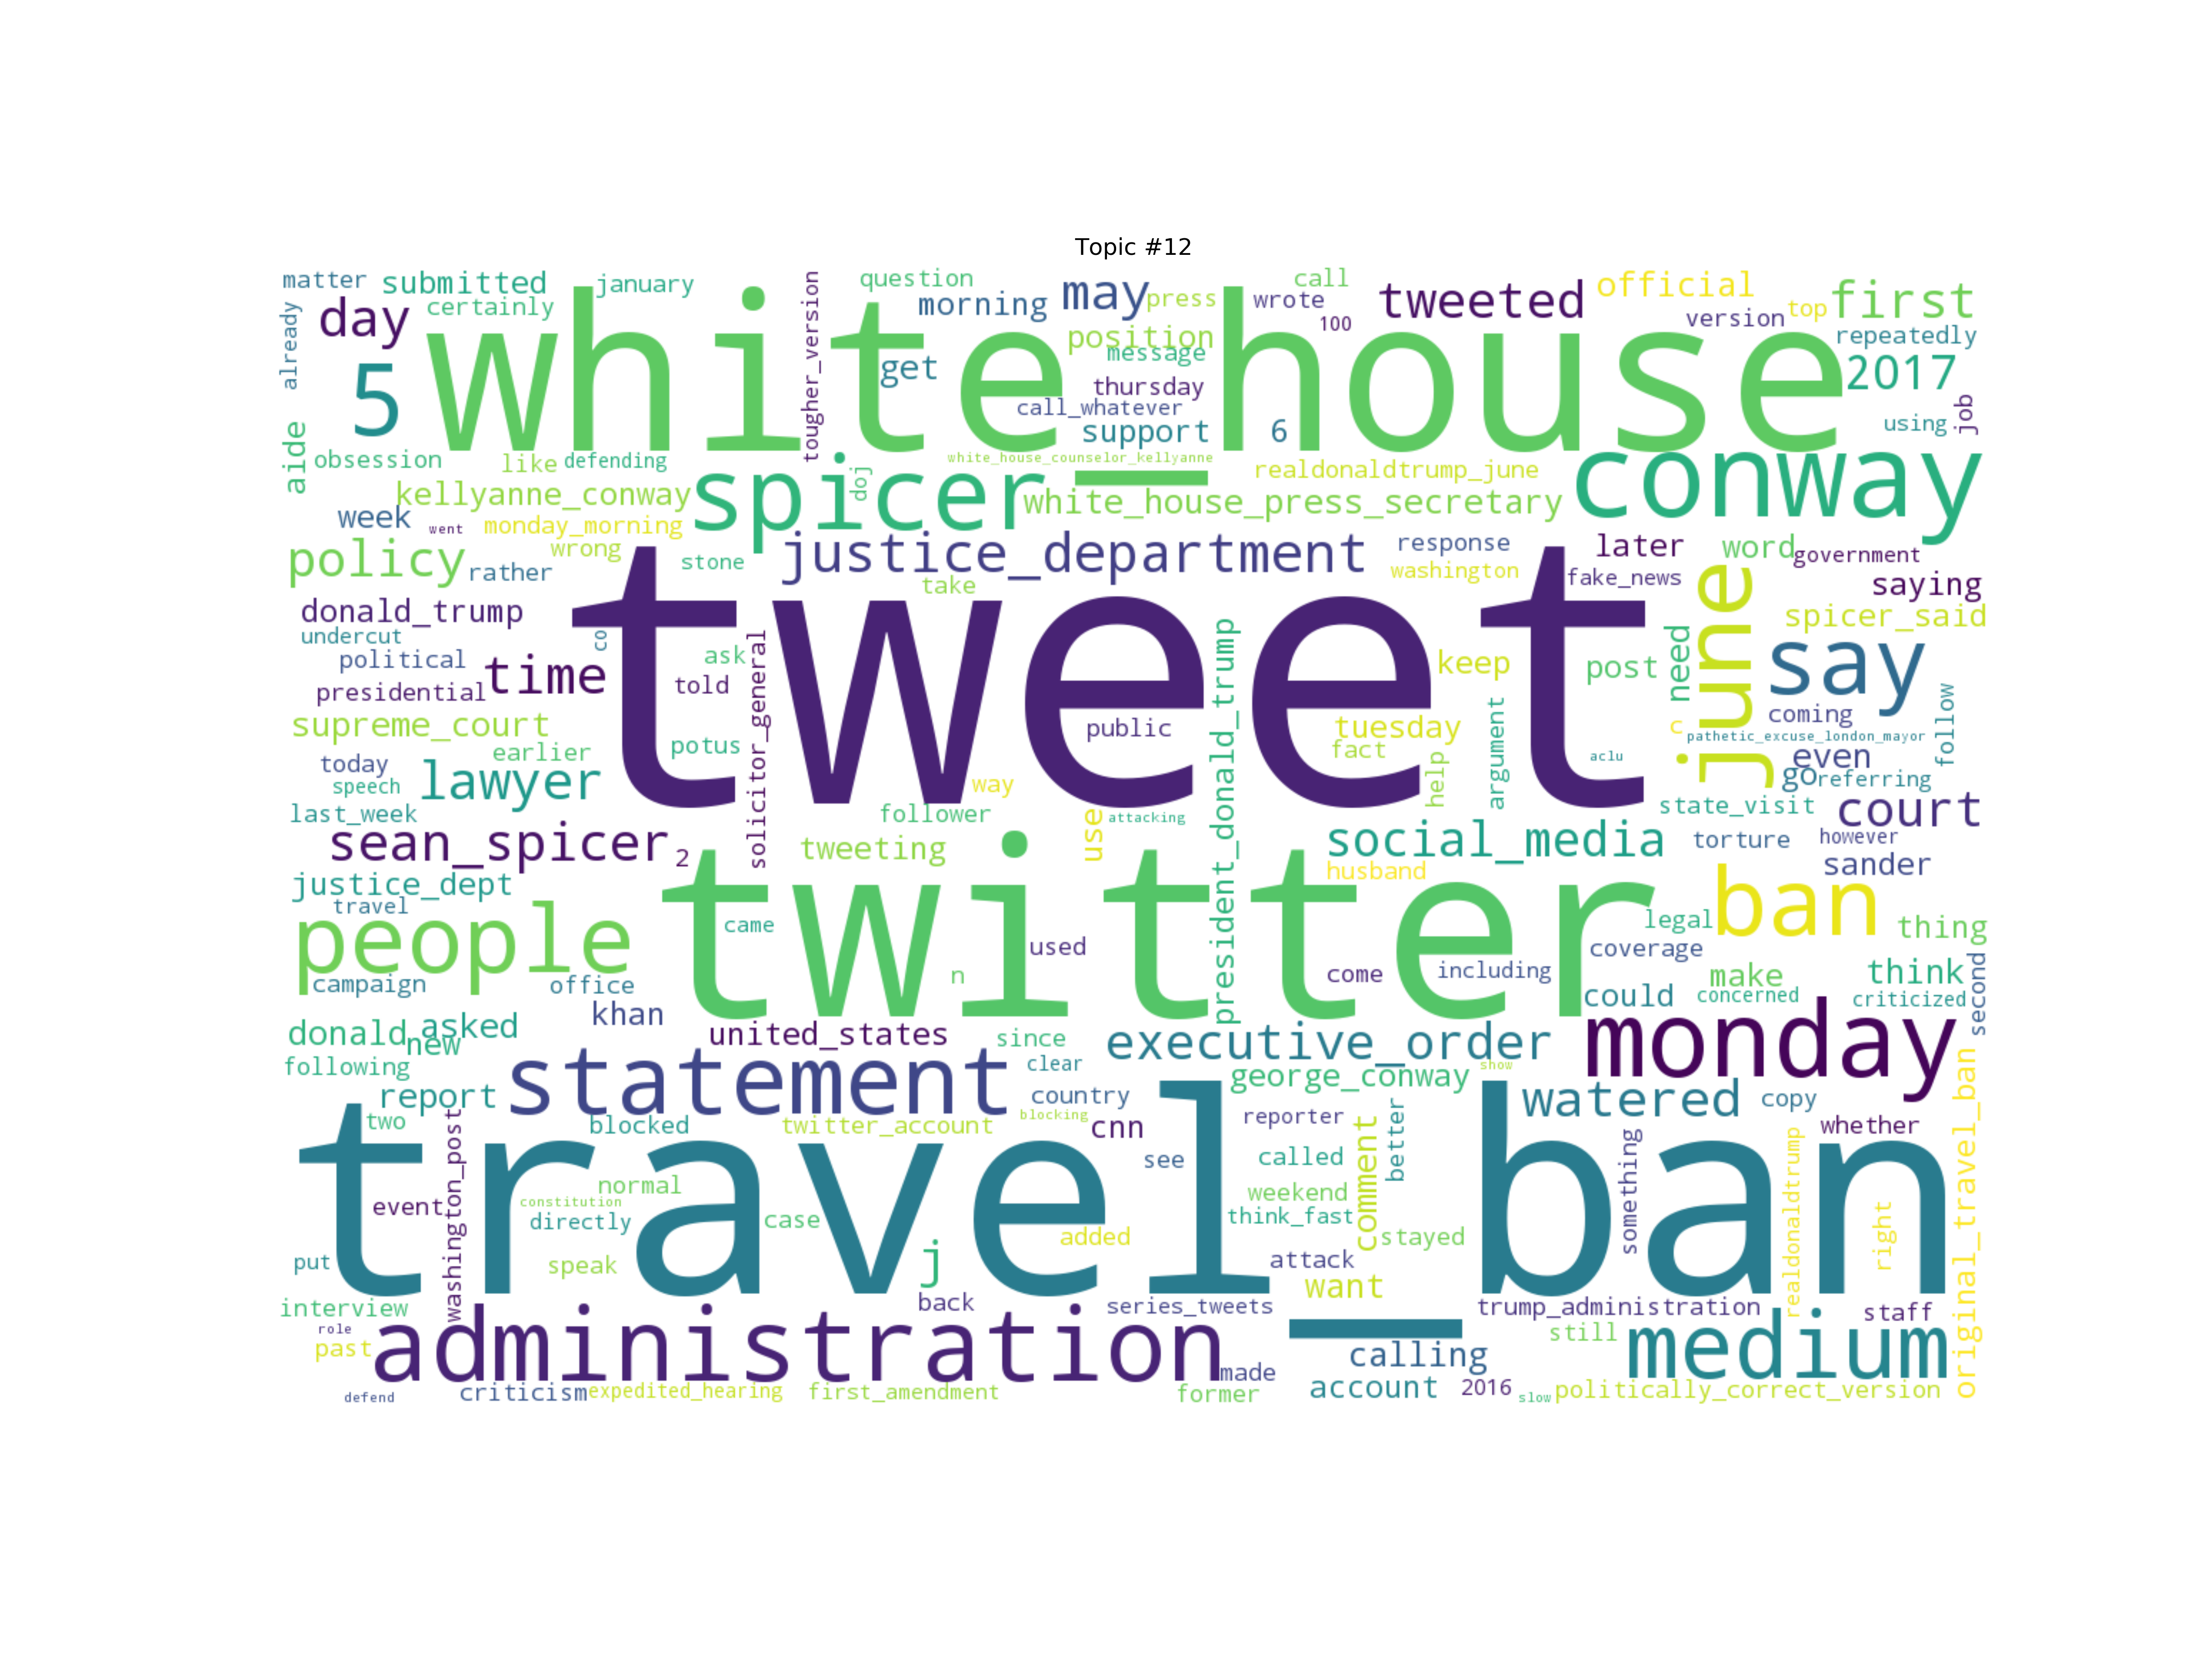 Topic #12
matter
submitted
january
question
call
official
first
day
certainly
morning
may
press
wrote
tweeted
top
version
100
already
5
white_house
tougher_version
get
position
message
thursday
call_whatever
support
6
repeatedly
2017
using
job
aide
obsession
like
defending
doj
white_house_counselor_kellyanne
realdonaldtrump_june
conway
kellyanne_conway
spicer
white_house_press_secretary
week
went
monday_morning
wrong
policy
rather
stone
justice_department
take
response
washington
later
fake_news
word
government
saying
donald_trump
undercut
co
political
presidential
time
tweet
ask
told
solicitor_general
public
president_donald_trump
keep
post
need
june
spicer_said
say
supreme_court
earlier
potus
tuesday
fact
help
argument
aclu
c
coming
pathetic_excuse_london_mayor
follow
even
go
referring
today
speech
lawyer
way
last_week
follower
attacking
use
state_visit
court
sean_spicer
2
tweeting
social_media
torture
however
husband
sander
justice_dept
travel
people
twitter
came
used
n
come
including
legal
ban
coverage
thing
campaign
office
could
make
concerned
think
criticized
second
khan
donald
new
asked
united_states
since
executive_order
monday
following
statement
clear
george_conway
show
report
country
watered
copy
two
blocked
twitter_account
blocking
cnn
reporter
comment
better
whether
original_travel_ban
washington_post
see
called
something
realdonaldtrump
event
normal
constitution
directly
case
weekend
think_fast
travel_ban
right
put
speak
j
added
attack
stayed
want
interview
role
past
administration
back
series_tweets
trump_administration
staff
still
medium
made
calling
defend
criticism
expedited_hearing
first_amendment
former
account
2016
slow
politically_correct_version